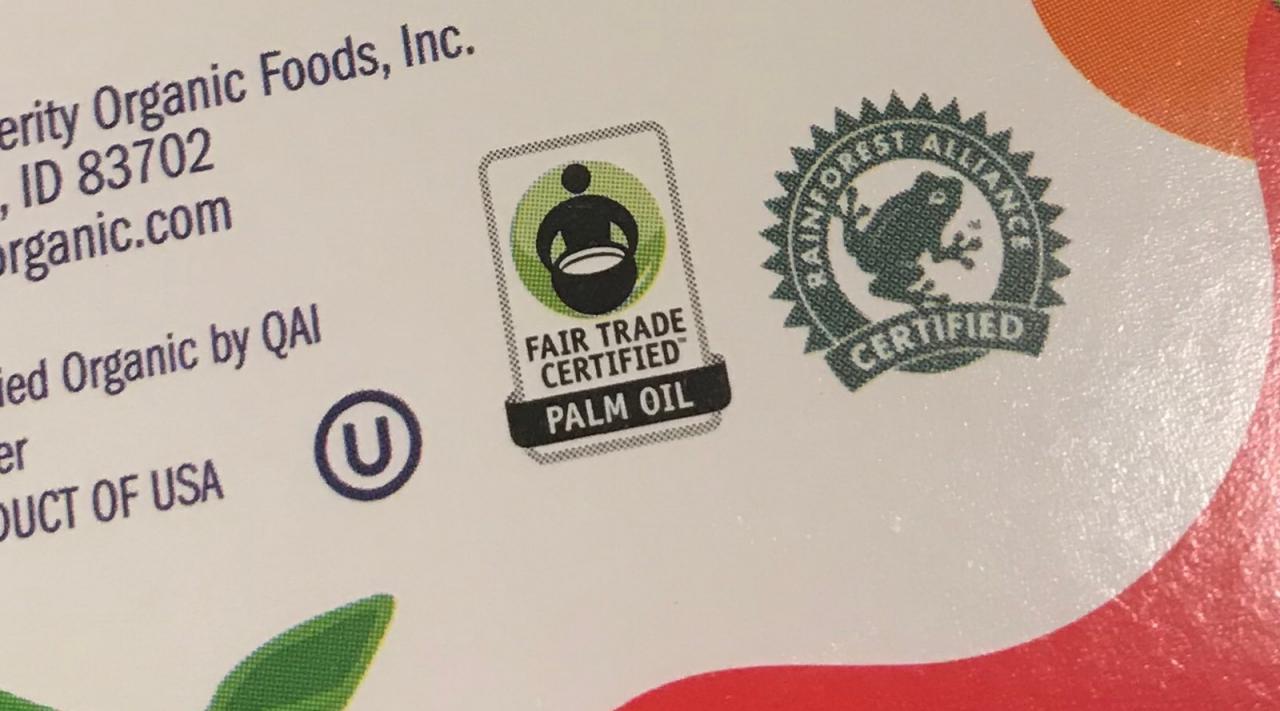 erity Organic Foods, Inc.
, ID 83702
organic.com
ied Organic by QAI
er
DUCT OF USA
U
FAIR TRADE
CERTIFIED™
PALM OIL
RAINFOREST ALLIANCE
CERTIFIED